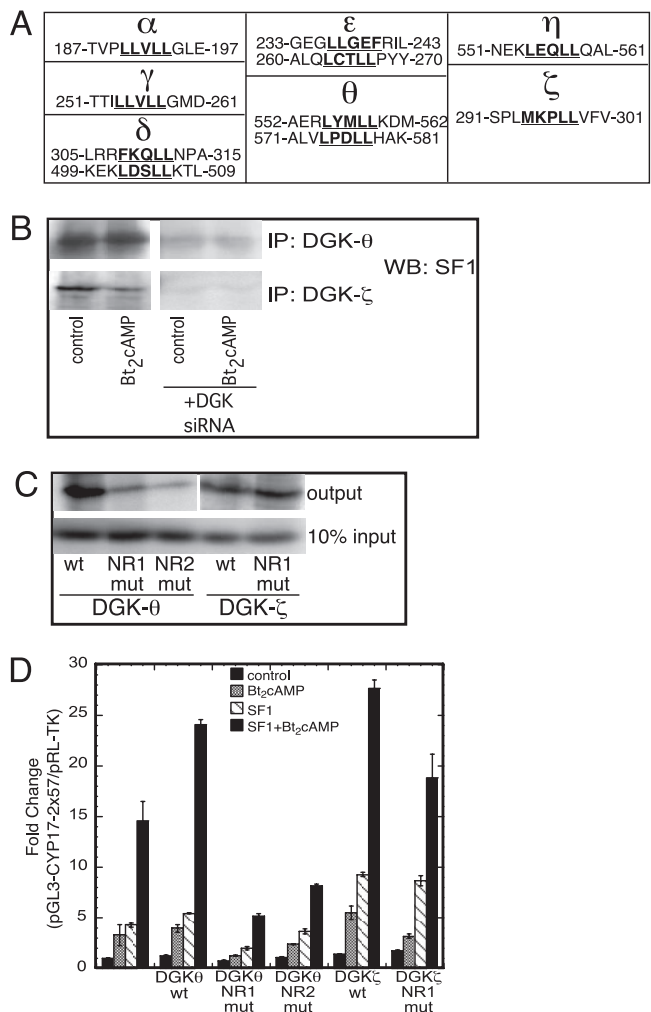 A
α
187-TVPLLVLLGLE-197
γ
251-TTILLVLLGMD-261
δ
305-LRRFKQLLNPA-315
499-KEKLDSLLKTL-509
ε
233-GEGLLGEFRIL-243
260-ALQLCTLLPYY-270
θ
552-AERLYMLLKDM-562
571-ALVLPDLLHAK-581
η
551-NEKLEQLLQAL-561
ζ
291-SPLMKPLLVFV-301
B
IP: DGK-θ
WB: SF1
IP: DGK-ζ
control
Bt2cAMP
control
Bt2cAMP
+DGK
siRNA
C
output
10% input
wt NR1 mut NR2 mut wt NR1 mut
DGK-θ DGK-ζ
D
Fold Change
(pGL3-CYP17-2x57/pRL-TK)
30
25
20
15
10
5
0
control
Bt2cAMP
SF1
SF1+Bt2cAMP
DGKθ wt
DGKθ NR1 mut
DGKθ NR2 mut
DGKζ wt
DGKζ NR1 mut